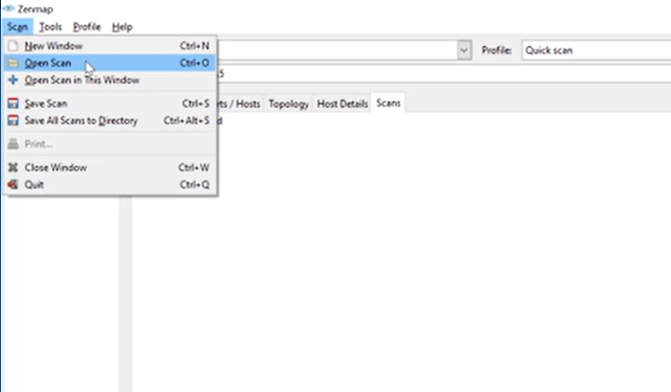 Zenmap
Scan Tools Profile Help
New Window Ctrl+N
Open Scan Ctrl+O
Open Scan in This Window
Save Scan Ctrl+S
Save All Scans to Directory Ctrl+Alt+S
Print...
Close Window Ctrl+W
Quit Ctrl+Q
Profile: Quick scan
.5
rts / Hosts Topology Host Details Scans
d